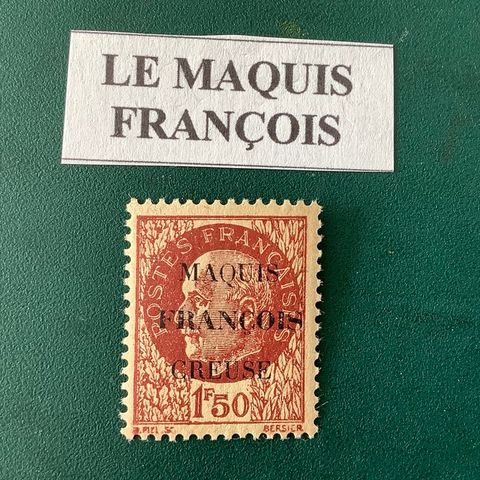 LE MAQUIS
FRANÇOIS
POSTES FRANÇAISES
MAQUIS
FRANÇOIS
CREUSE
1F50
BERSIER